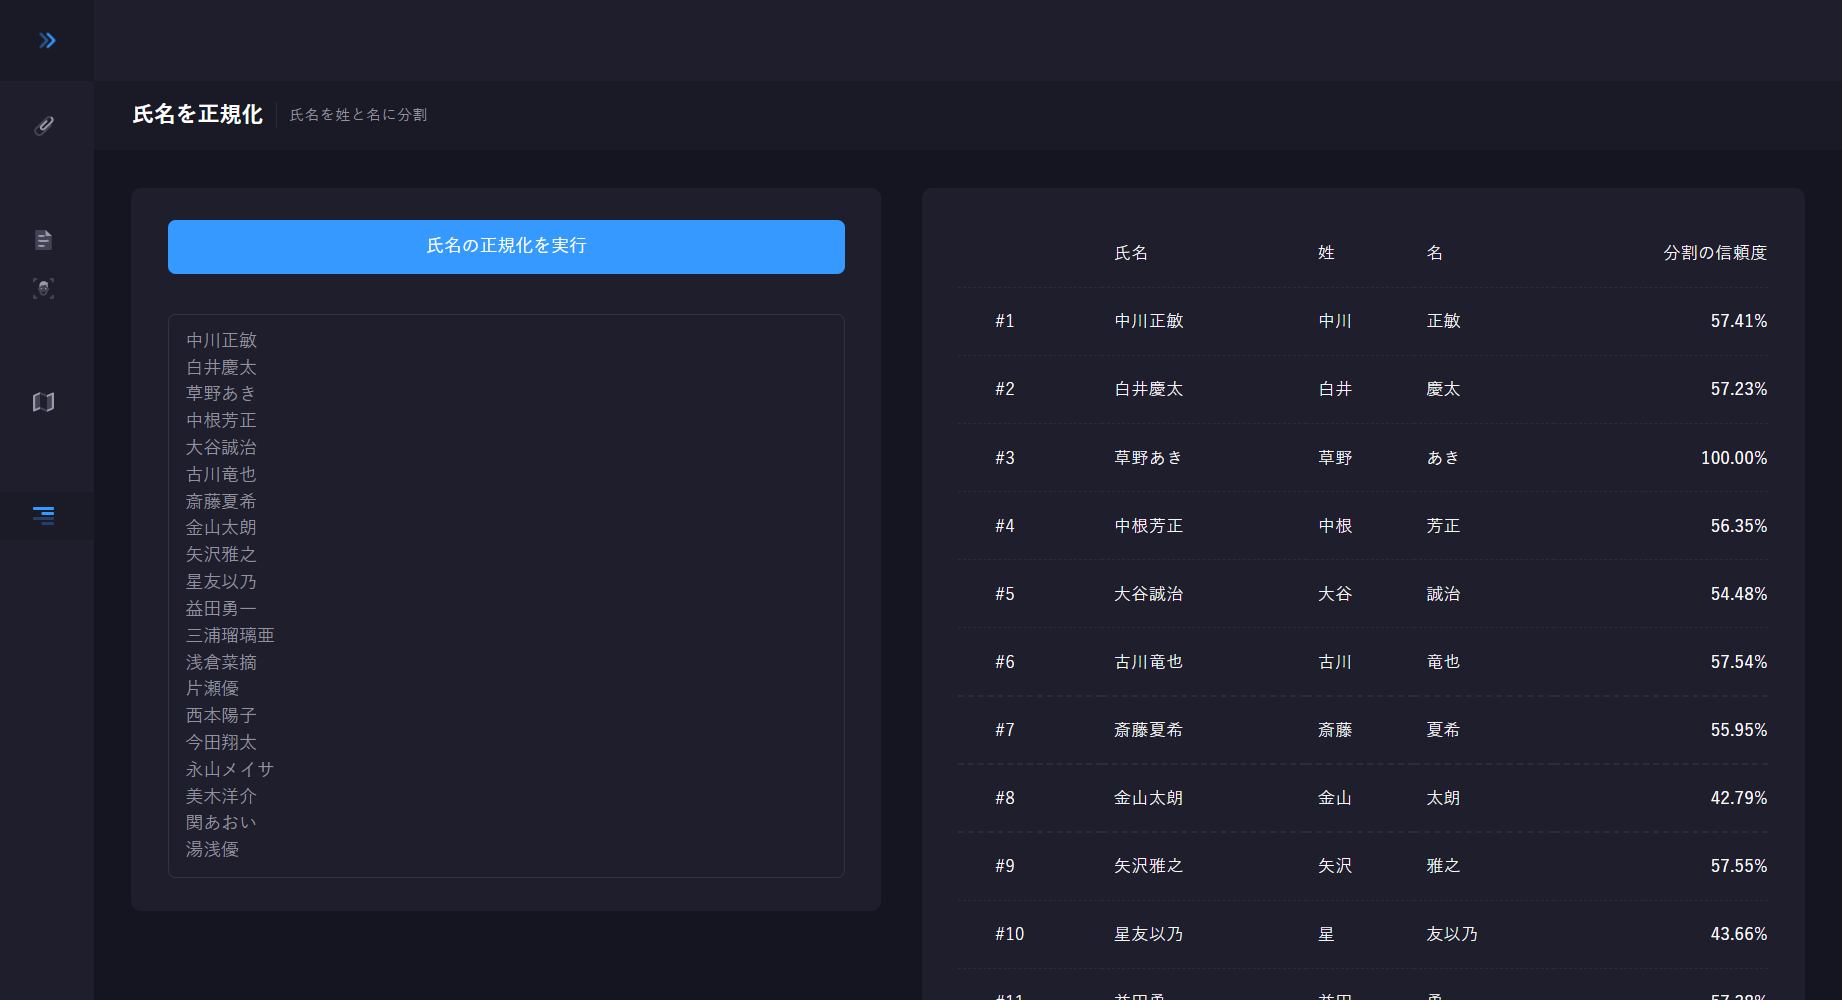 氏名を正規化
氏名を姓と名に分割
氏名の正規化を実行
中川正敏
白井慶太
草野あき
中根芳正
大谷誠治
古川竜也
斎藤夏希
金山太朗
矢沢雅之
星友以乃
益田勇一
三浦瑠璃亜
浅倉菜摘
片瀬優
西本陽子
今田翔太
永山メイサ
美木洋介
関あおい
湯浅優
氏名 姓 名 分割の信頼度
#1 中川正敏 中川 正敏 57.41%
#2 白井慶太 白井 慶太 57.23%
#3 草野あき 草野 あき 100.00%
#4 中根芳正 中根 芳正 56.35%
#5 大谷誠治 大谷 誠治 54.48%
#6 古川竜也 古川 竜也 57.54%
#7 斎藤夏希 斎藤 夏希 55.95%
#8 金山太朗 金山 太朗 42.79%
#9 矢沢雅之 矢沢 雅之 57.55%
#10 星友以乃 星 友以乃 43.66%